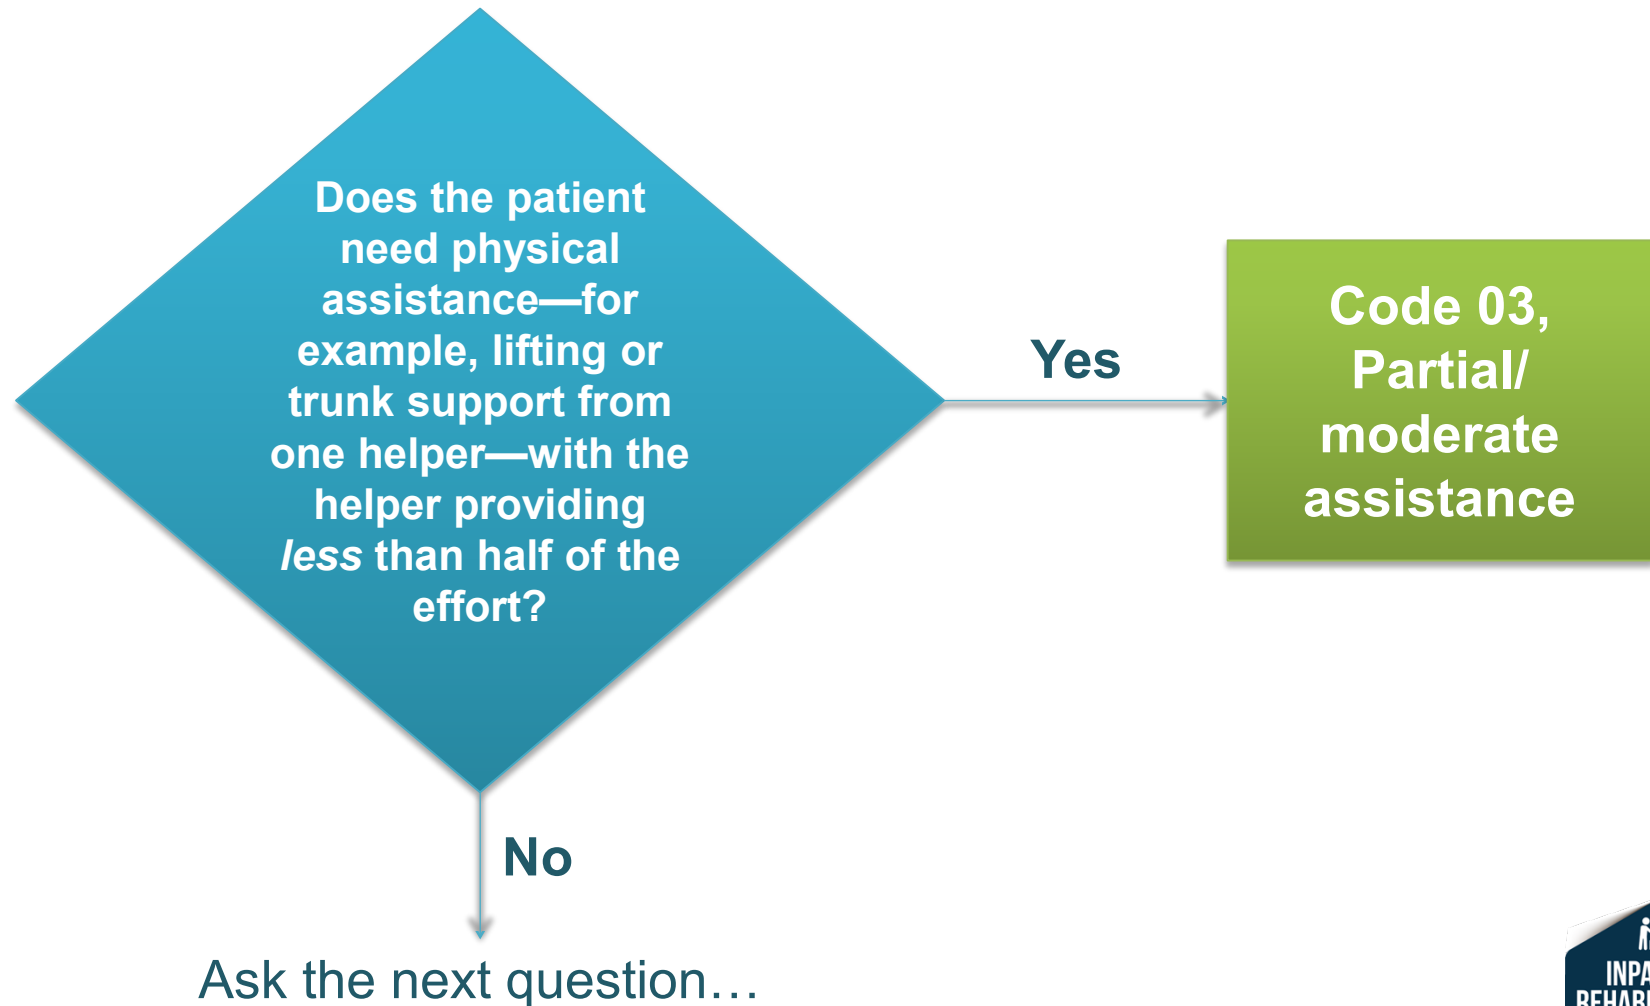 Does the patient
need physical
assistance—for
example, lifting or
trunk support from
one helper—with the
helper providing
less than half of the
effort?
Yes
Code 03,
Partial/
moderate
assistance
No
Ask the next question…